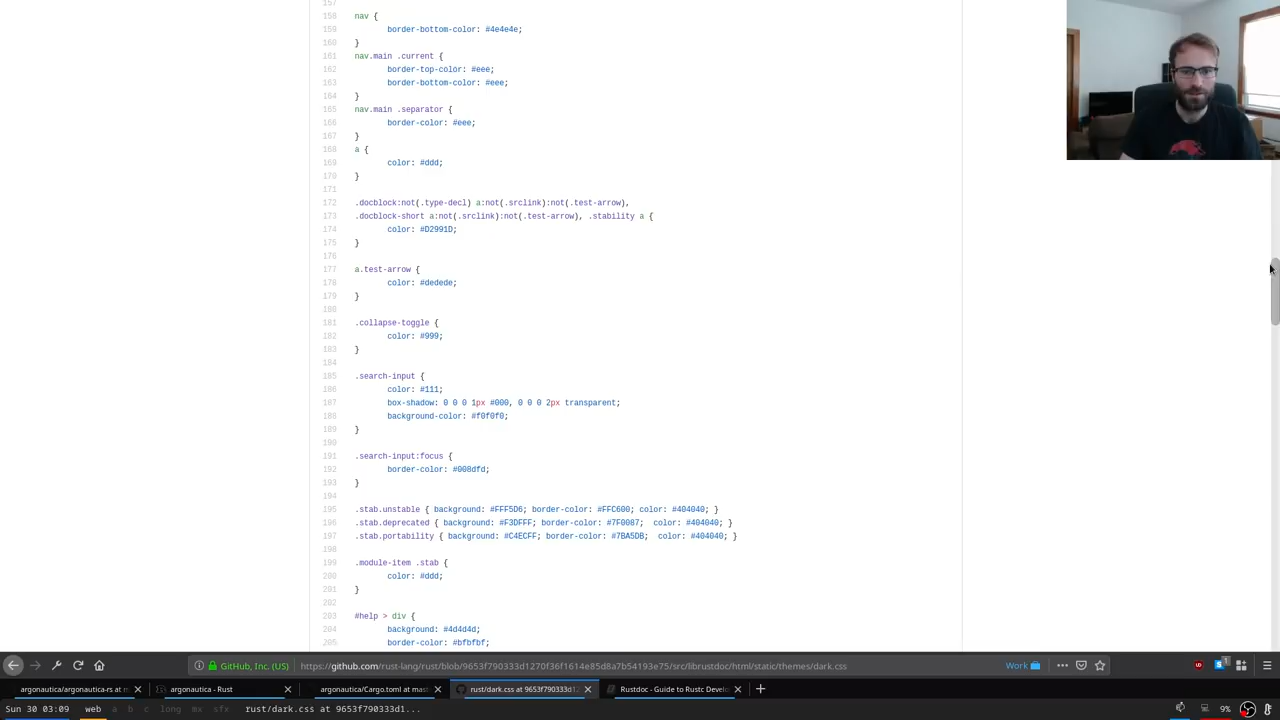 157
158 nav {
159 border-bottom-color: #4e4e4e;
160 }
161 nav.main .current {
162 border-top-color: #eee;
163 border-bottom-color: #eee;
164 }
165 nav.main .separator {
166 border-color: #eee;
167 }
168 a {
169 color: #ddd;
170 }
171
172 .docblock:not(.type-decl) a:not(.srclink):not(.test-arrow),
173 .docblock-short a:not(.srclink):not(.test-arrow), .stability a {
174 color: #D2991D;
175 }
176
177 a.test-arrow {
178 color: #dedede;
179 }
180
181 .collapse-toggle {
182 color: #999;
183 }
184
185 .search-input {
186 color: #111;
187 box-shadow: 0 0 0 1px #000, 0 0 0 2px transparent;
188 background-color: #f0f0f0;
189 }
190
191 .search-input:focus {
192 border-color: #008dfd;
193 }
194
195 .stab.unstable { background: #FFF5D6; border-color: #FFC600; color: #404040; }
196 .stab.deprecated { background: #F3DFFF; border-color: #7F0087; color: #404040; }
197 .stab.portability { background: #C4ECFF; border-color: #7BA5DB; color: #404040; }
198
199 .module-item .stab {
200 color: #ddd;
201 }
202
203 #help > div {
204 background: #4d4d4d;
205 border-color: #bfbfbf;
GitHub, Inc. (US) https://github.com/rust-lang/rust/blob/9653f790333d1270f36f1614e85d8a7b54193e75/src/librustdoc/html/static/themes/dark.css Work
argonautica/argonautica-rs at m argonautica - Rust argonautica/Cargo.toml at mast rust/dark.css at 9653f790333d12 Rustdoc - Guide to Rustc Develo
Sun 30 03:09 web a b c long mx sfx rust/dark.css at 9653f790333d1... 9%